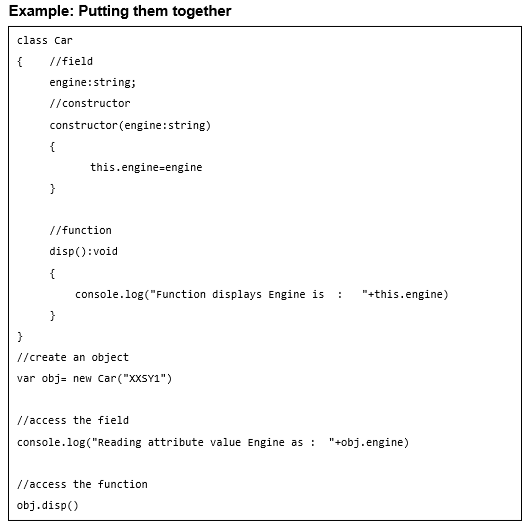 Example: Putting them together
class Car
{    //field
engine:string;
//constructor
constructor(engine:string)
{
this.engine=engine
}
//function
disp():void
{
console.log("Function displays Engine is  :   "+this.engine)
}
}
//create an object
var obj= new Car("XXSY1")
//access the field
console.log("Reading attribute value Engine as :  "+obj.engine)
//access the function
obj.disp()